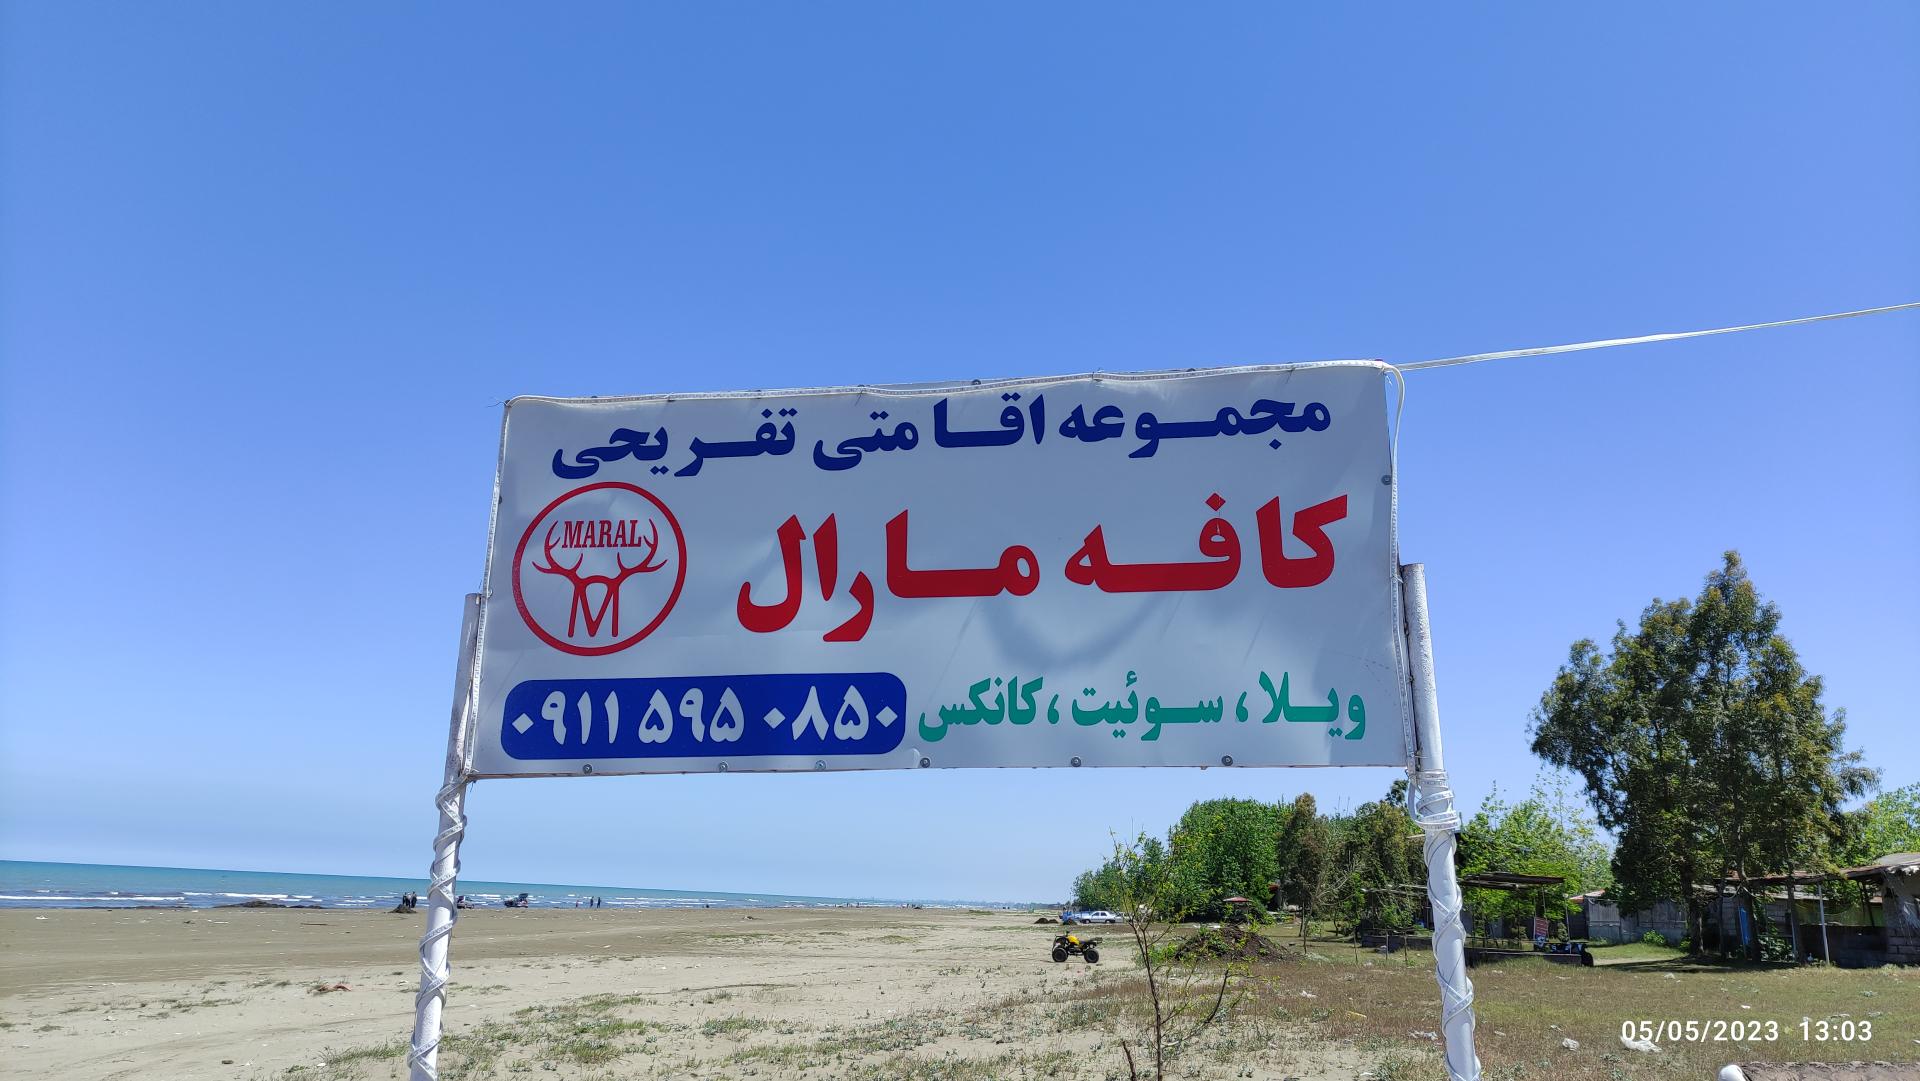 مجموعه اقامتی تفریحی
کافه مارال
MARAL
M
ویلا، سوئیت، کانکس
۰۹۱۱ ۵۹۵ ۰۸۵۰
05/05/2023 13:03